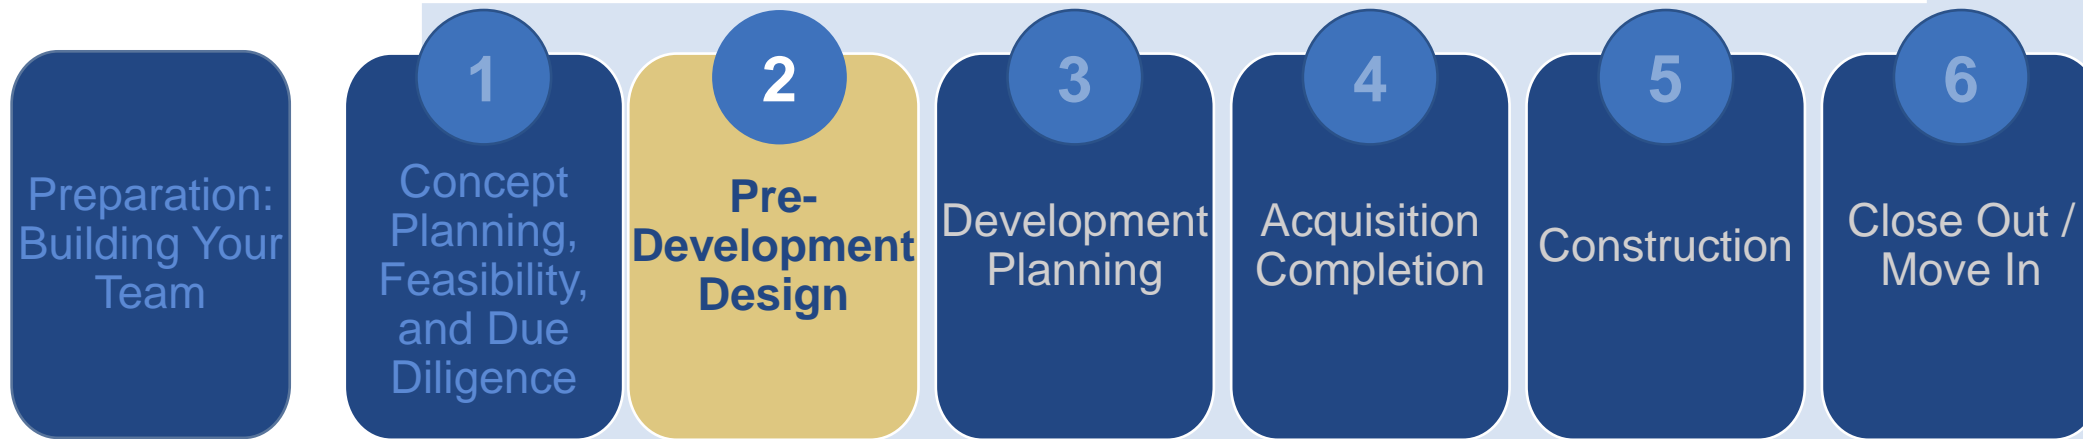 Preparation:
Building Your
Team
1
Concept
Planning,
Feasibility,
and Due
Diligence
2
Pre-
Development
Design
3
Development
Planning
4
Acquisition
Completion
5
Construction
6
Close Out /
Move In